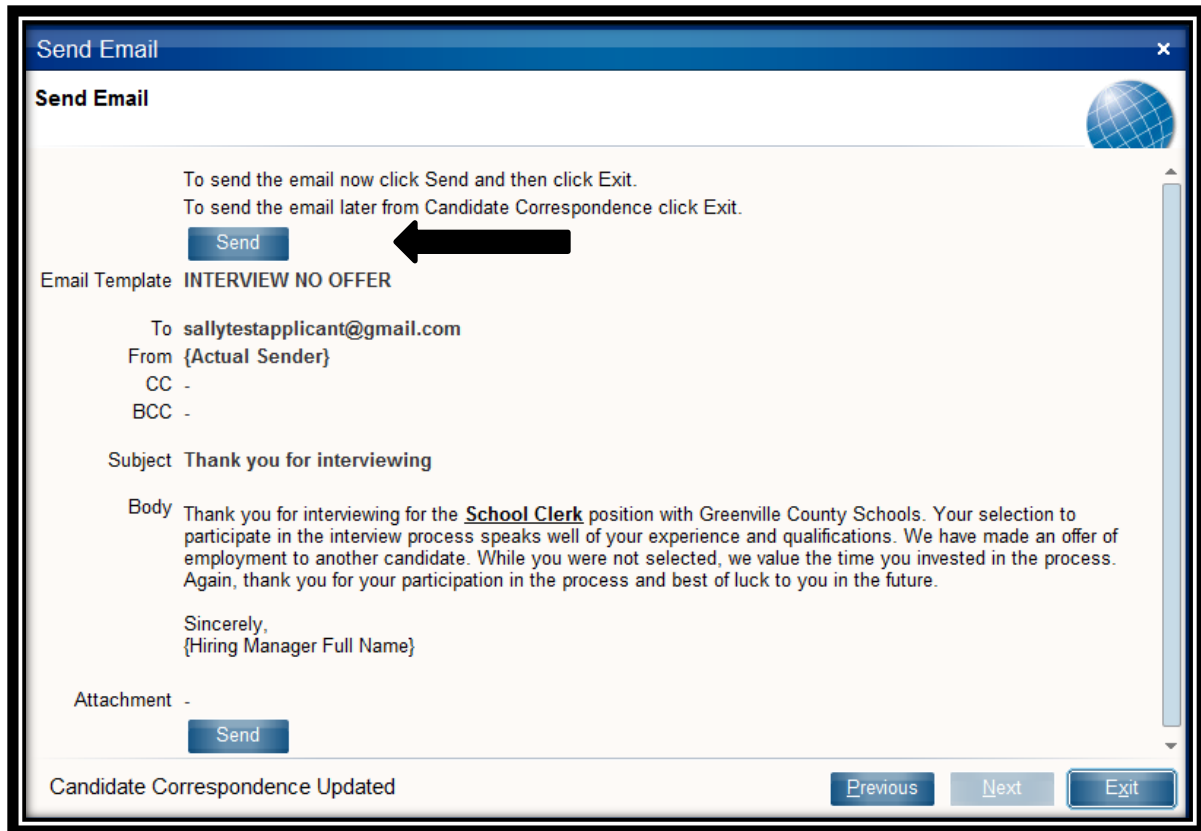 Send Email
×
Send Email
To send the email now click Send and then click Exit.
To send the email later from Candidate Correspondence click Exit.
Send
Email Template INTERVIEW NO OFFER
To sallytestapplicant@gmail.com
From {Actual Sender}
CC -
BCC -
Subject Thank you for interviewing
Body Thank you for interviewing for the School Clerk position with Greenville County Schools. Your selection to
participate in the interview process speaks well of your experience and qualifications. We have made an offer of
employment to another candidate. While you were not selected, we value the time you invested in the process.
Again, thank you for your participation in the process and best of luck to you in the future.
Sincerely,
{Hiring Manager Full Name}
Attachment -
Send
Candidate Correspondence Updated Previous Next Exit